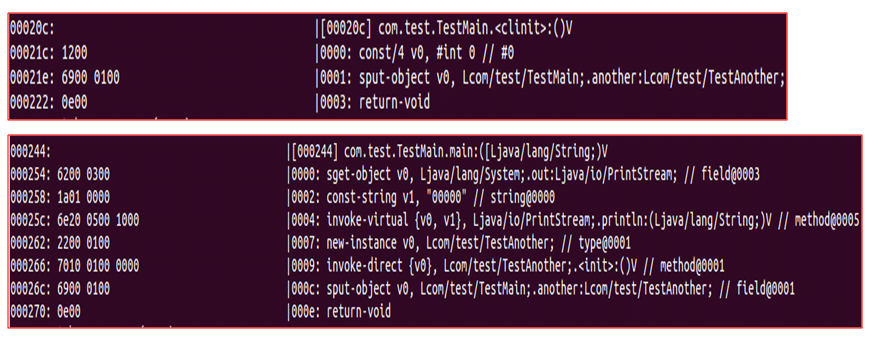 00020c: |[00020c] com.test.TestMain.<clinit>:()V
00021c: 1200 |0000: const/4 v0, #int 0 // #0
00021e: 6900 0100 |0001: sput-object v0, Lcom/test/TestMain;.another:Lcom/test/TestAnother;
000222: 0e00 |0003: return-void
000244: |[000244] com.test.TestMain.main:([Ljava/lang/String;)V
000254: 6200 0300 |0000: sget-object v0, Ljava/lang/System;.out:Ljava/io/PrintStream; // field@0003
000258: 1a01 0000 |0002: const-string v1, "00000" // string@0000
00025c: 6e20 0500 1000 |0004: invoke-virtual {v0, v1}, Ljava/io/PrintStream;.println:(Ljava/lang/String;)V // method@0005
000262: 2200 0100 |0007: new-instance v0, Lcom/test/TestAnother; // type@0001
000266: 7010 0100 0000 |0009: invoke-direct {v0}, Lcom/test/TestAnother;.<init>:()V // method@0001
00026c: 6900 0100 |000c: sput-object v0, Lcom/test/TestMain;.another:Lcom/test/TestAnother; // field@0001
000270: 0e00 |000e: return-void